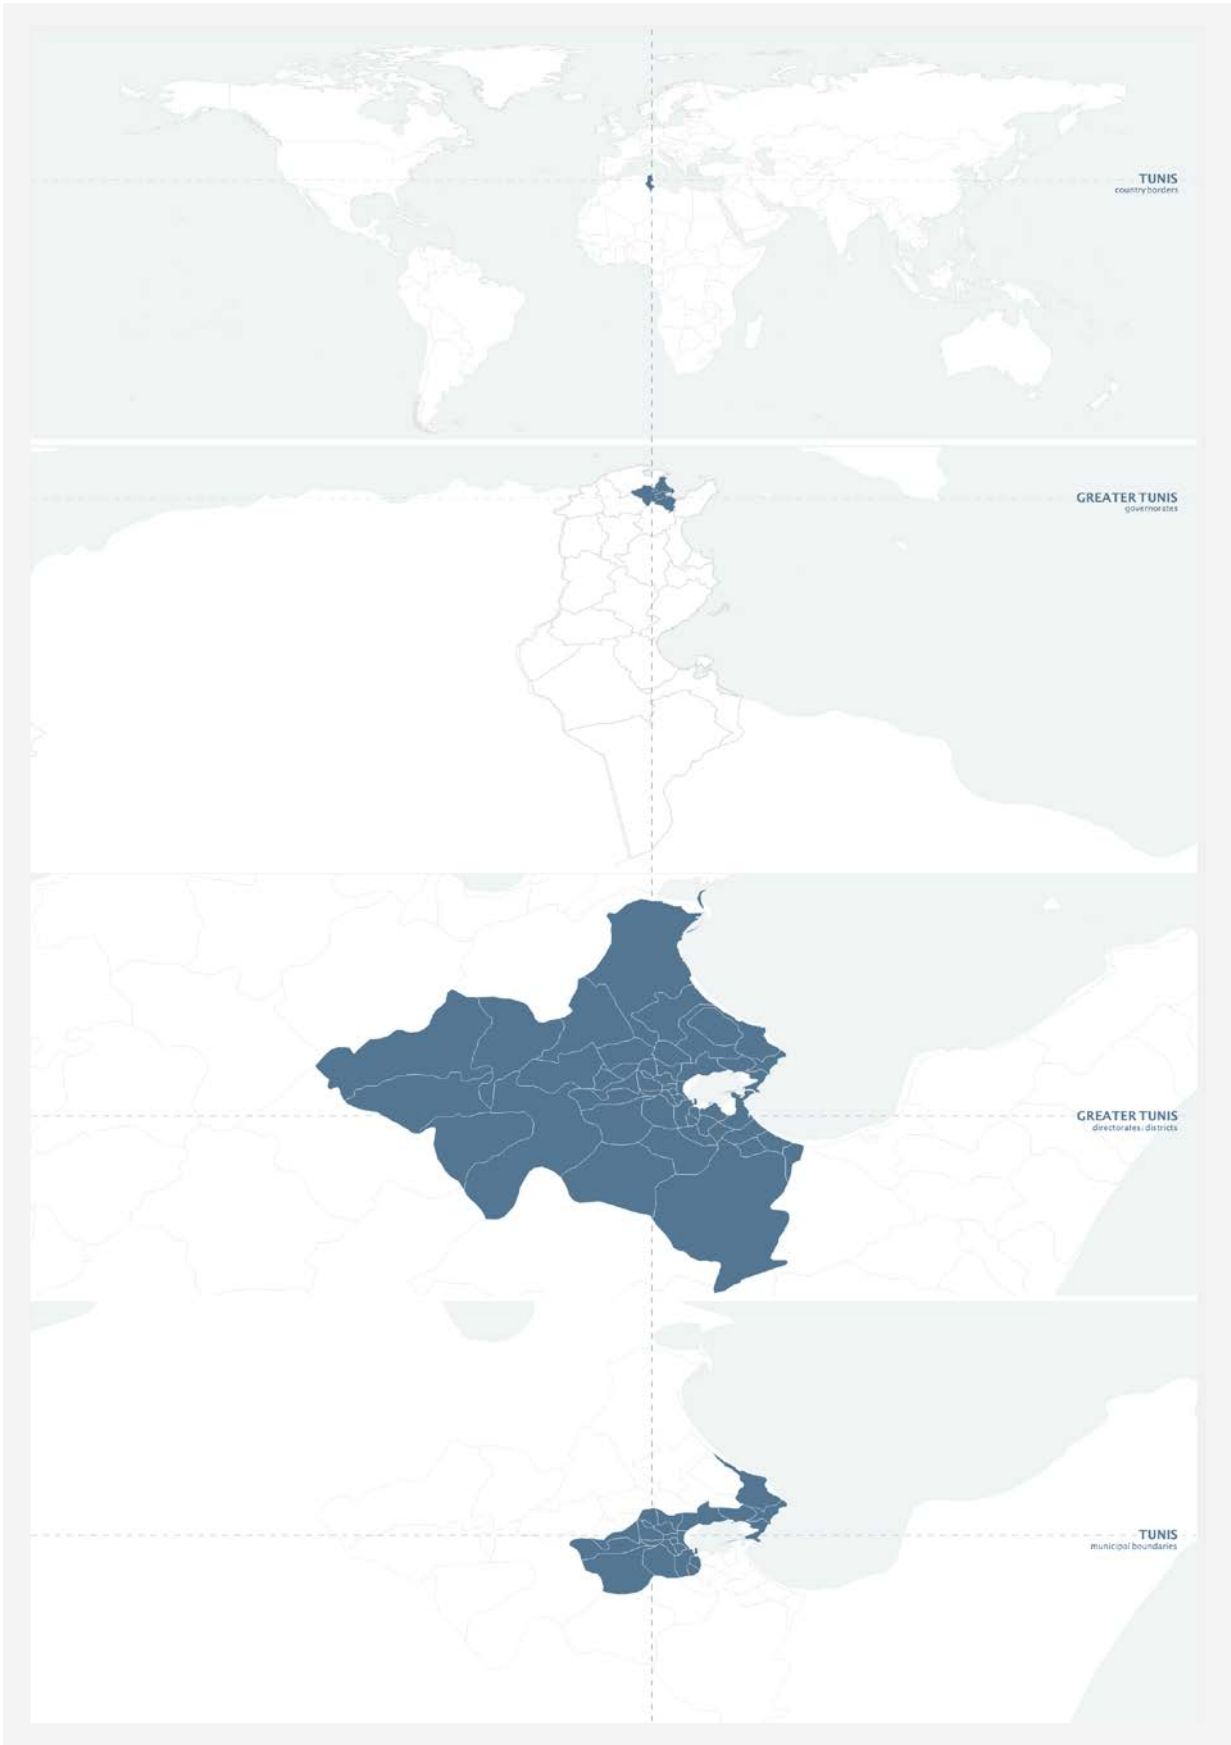 TUNIS
country borders
GREATER TUNIS
governorates
GREATER TUNIS
directorates: districts
TUNIS
municipal boundaries